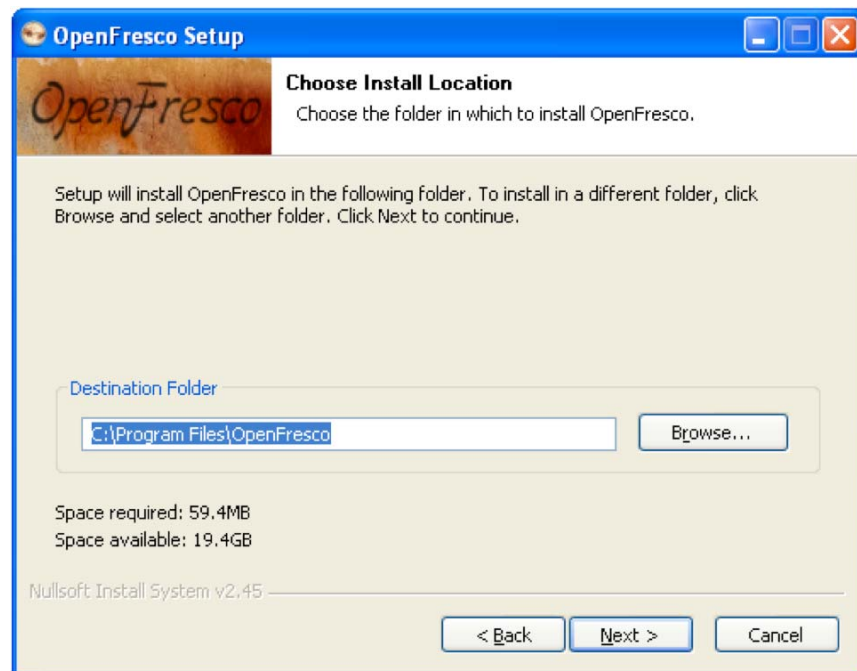 OpenFresco Setup
OpenFresco
Choose Install Location
Choose the folder in which to install OpenFresco.
Setup will install OpenFresco in the following folder. To install in a different folder, click
Browse and select another folder. Click Next to continue.
Destination Folder
C:\Program Files\OpenFresco
Browse...
Space required: 59.4MB
Space available: 19.4GB
Nullsoft Install System v2.45
< Back
Next >
Cancel